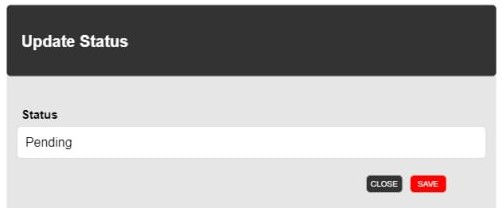 Update Status
Status
Pending
CLOSE SAVE